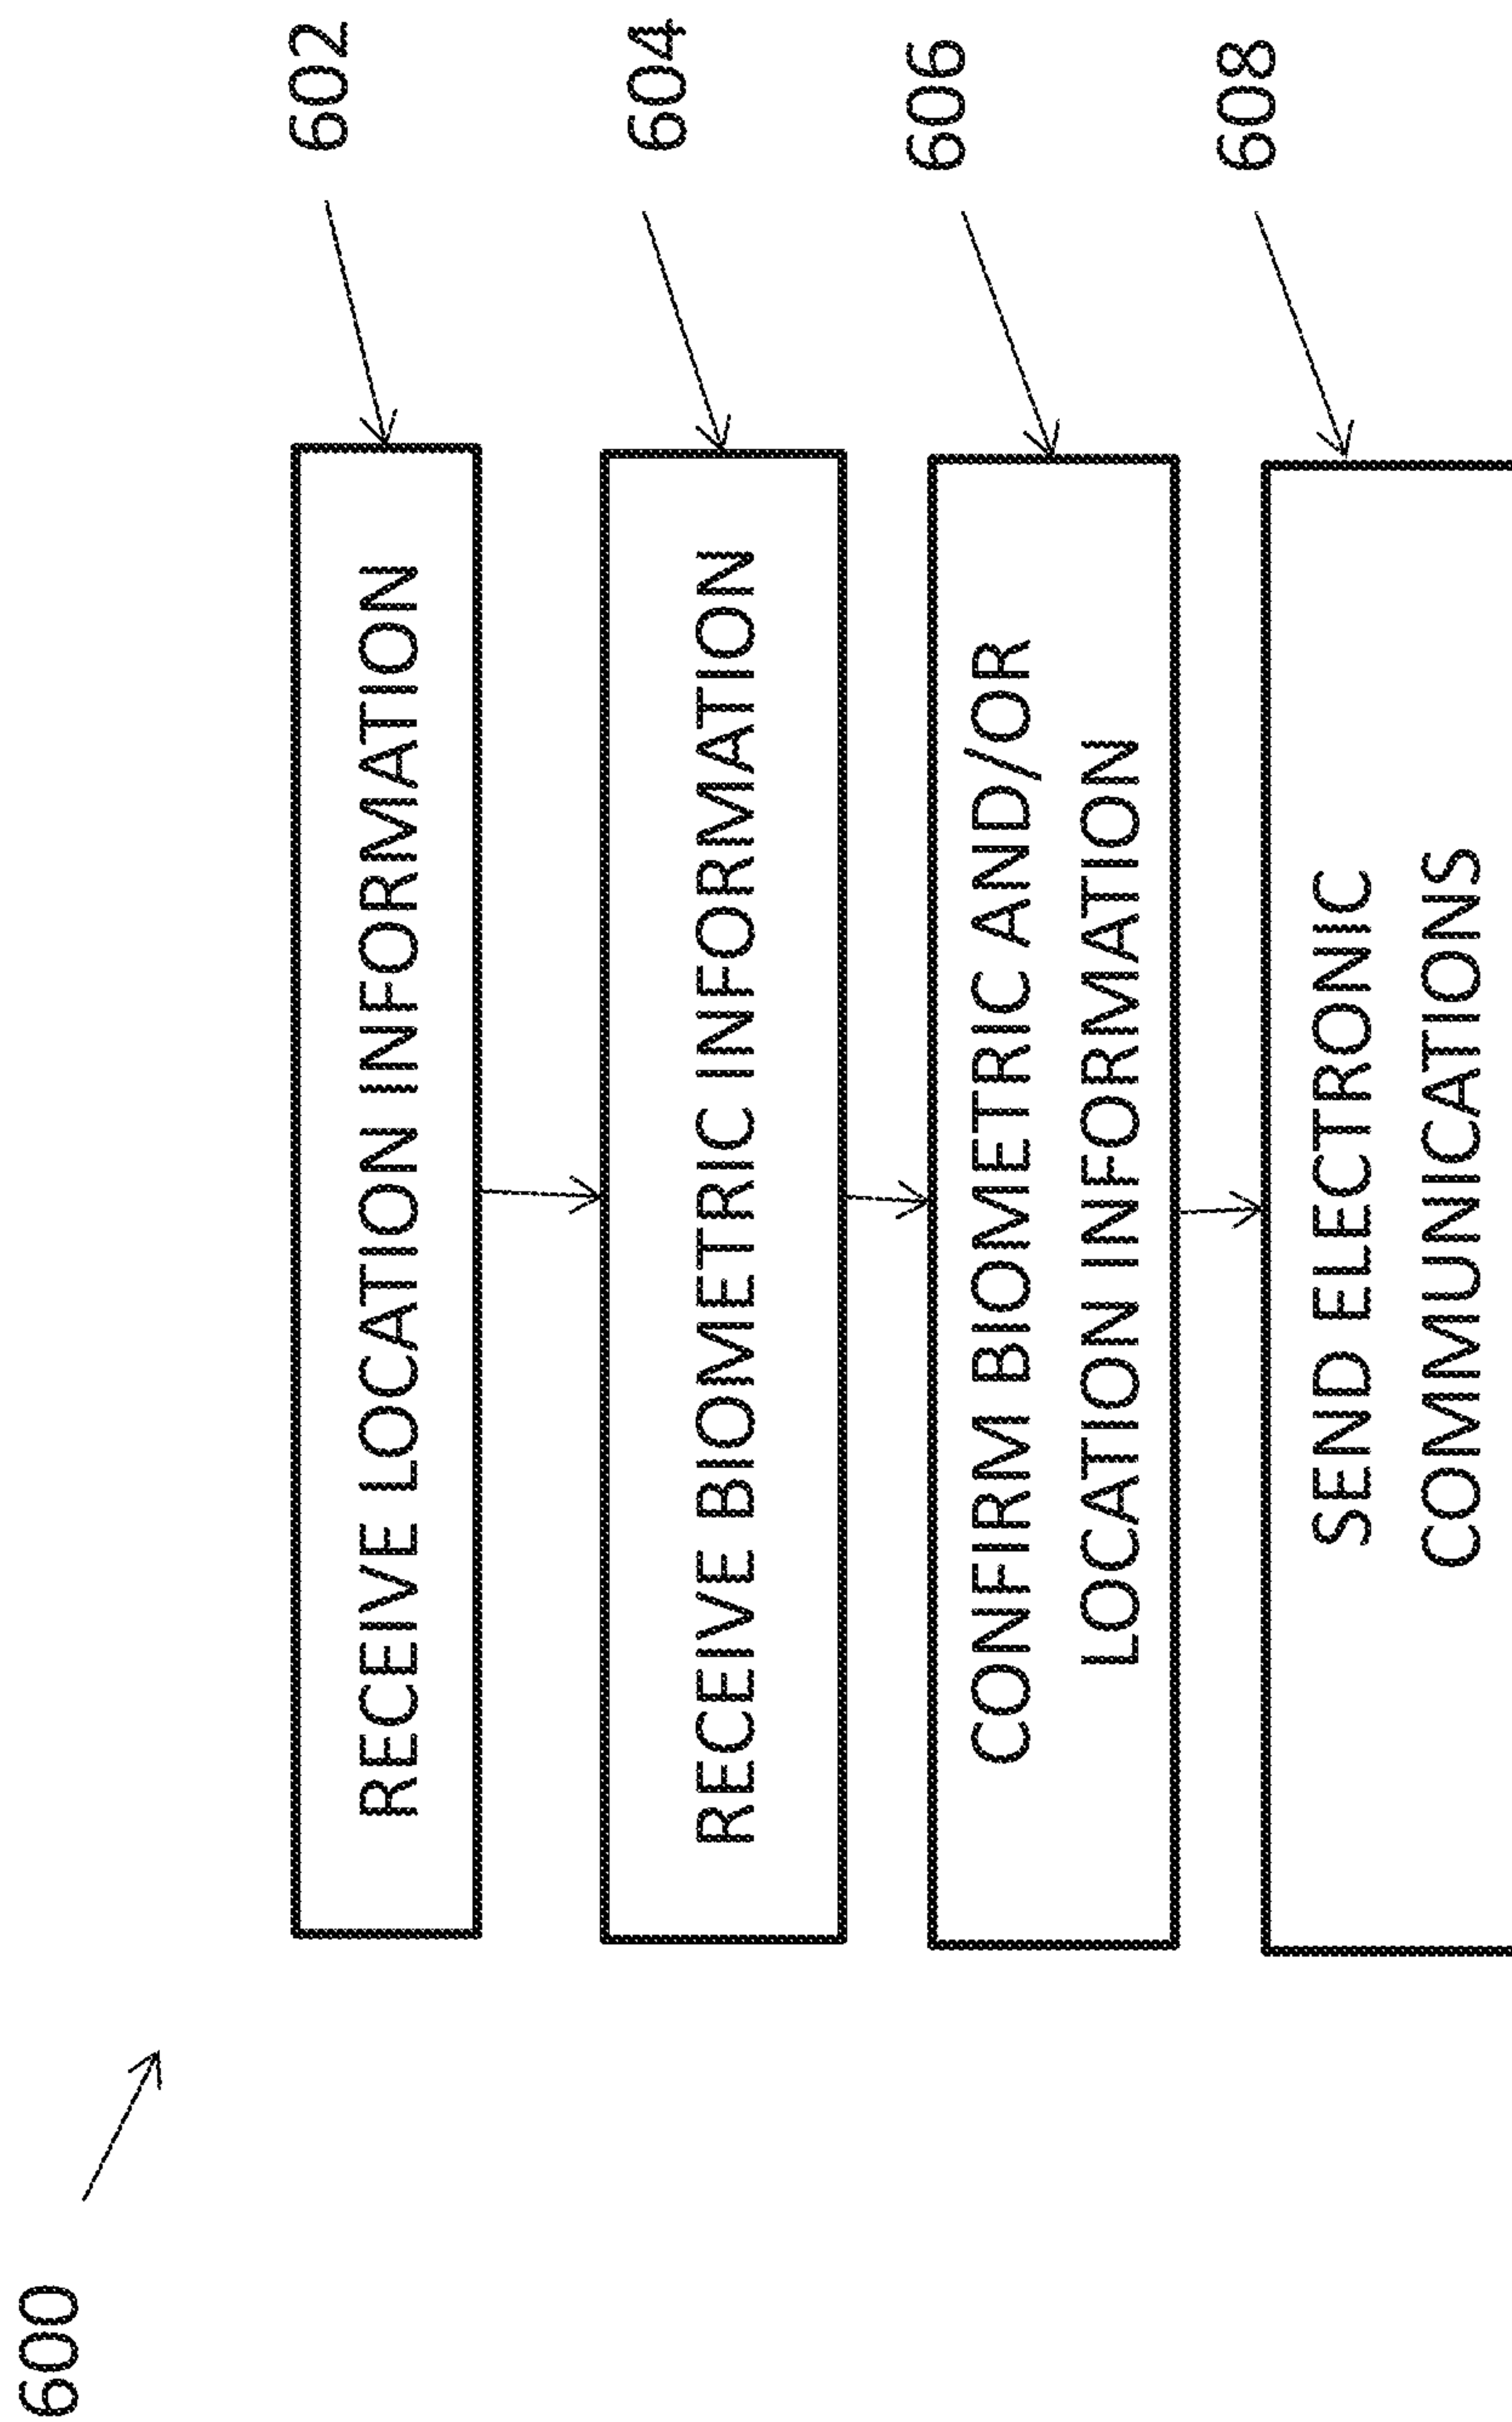 600
602
RECEIVE LOCATION INFORMATION
604
RECEIVE BIOMETRIC INFORMATION
606
CONFIRM BIOMETRIC AND/OR
LOCATION INFORMATION
608
SEND ELECTRONIC
COMMUNICATIONS